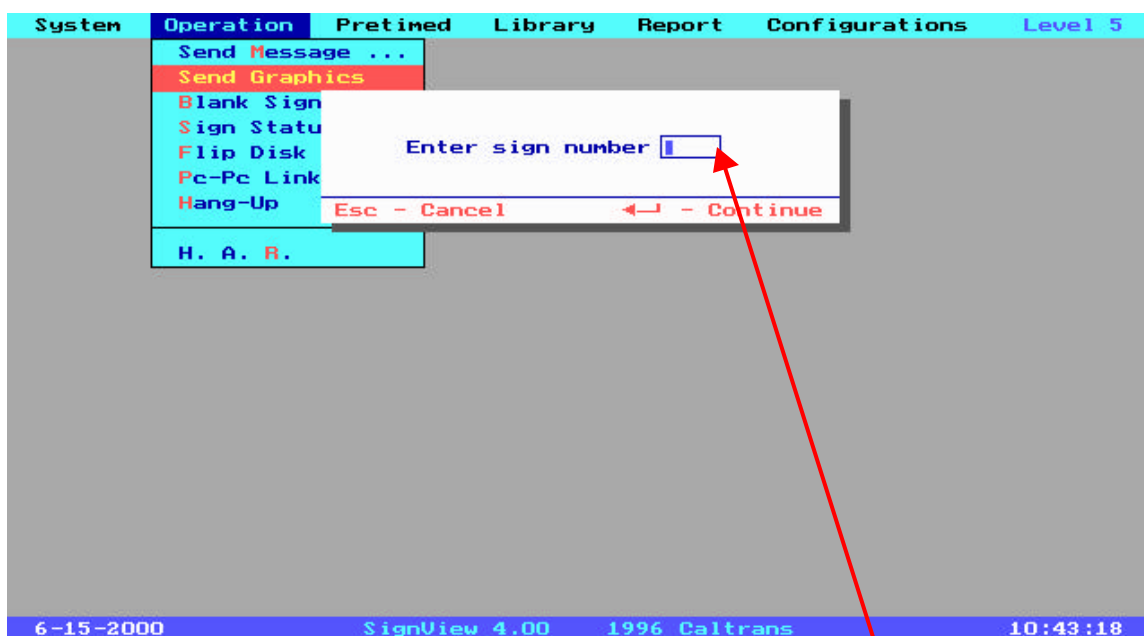 System Operation Pretimed Library Report Configurations Level 5
Send Message ...
Send Graphics
Blank Sign
Sign Statu
Flip Disk
Pc-Pc Link
Hang-Up
H. A. R.
Enter sign number
Esc - Cancel ◄─┘ - Continue
6-15-2000 SignView 4.00 1996 Caltrans 10:43:18